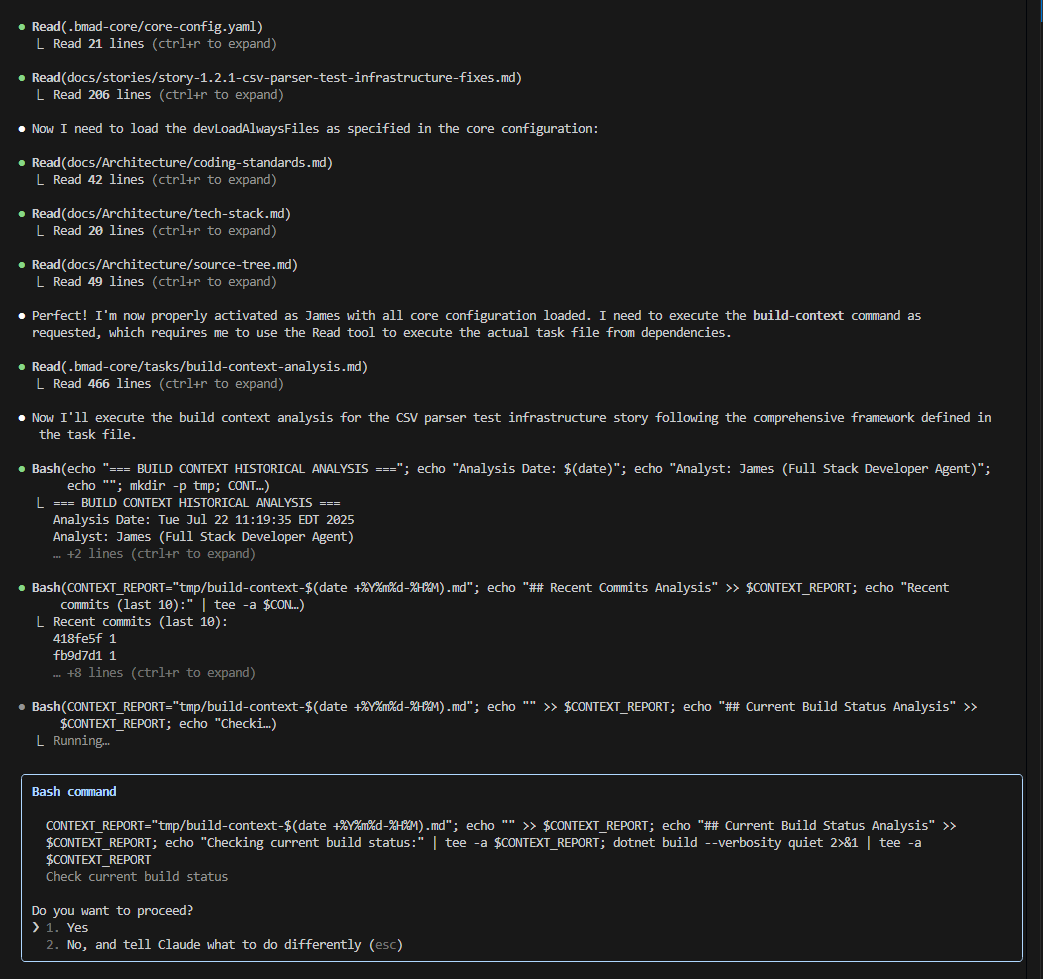 ● Read(.bmad-core/core-config.yaml)
⎿ Read 21 lines (ctrl+r to expand)
● Read(docs/stories/story-1.2.1-csv-parser-test-infrastructure-fixes.md)
⎿ Read 206 lines (ctrl+r to expand)
● Now I need to load the devLoadAlwaysFiles as specified in the core configuration:
● Read(docs/Architecture/coding-standards.md)
⎿ Read 42 lines (ctrl+r to expand)
● Read(docs/Architecture/tech-stack.md)
⎿ Read 20 lines (ctrl+r to expand)
● Read(docs/Architecture/source-tree.md)
⎿ Read 49 lines (ctrl+r to expand)
● Perfect! I'm now properly activated as James with all core configuration loaded. I need to execute the build-context command as
requested, which requires me to use the Read tool to execute the actual task file from dependencies.
● Read(.bmad-core/tasks/build-context-analysis.md)
⎿ Read 466 lines (ctrl+r to expand)
● Now I'll execute the build context analysis for the CSV parser test infrastructure story following the comprehensive framework defined in
the task file.
● Bash(echo "=== BUILD CONTEXT HISTORICAL ANALYSIS ==="; echo "Analysis Date: $(date)"; echo "Analyst: James (Full Stack Developer Agent)";
echo ""; mkdir -p tmp; CONT…)
⎿ === BUILD CONTEXT HISTORICAL ANALYSIS ===
Analysis Date: Tue Jul 22 11:19:35 EDT 2025
Analyst: James (Full Stack Developer Agent)
… +2 lines (ctrl+r to expand)
● Bash(CONTEXT_REPORT="tmp/build-context-$(date +%Y%m%d-%H%M).md"; echo "## Recent Commits Analysis" >> $CONTEXT_REPORT; echo "Recent
commits (last 10):" | tee -a $CON…)
⎿ Recent commits (last 10):
418fe5f 1
fb9d7d1 1
… +8 lines (ctrl+r to expand)
● Bash(CONTEXT_REPORT="tmp/build-context-$(date +%Y%m%d-%H%M).md"; echo "" >> $CONTEXT_REPORT; echo "## Current Build Status Analysis" >>
$CONTEXT_REPORT; echo "Checki…)
⎿ Running…
Bash command
CONTEXT_REPORT="tmp/build-context-$(date +%Y%m%d-%H%M).md"; echo "" >> $CONTEXT_REPORT; echo "## Current Build Status Analysis" >>
$CONTEXT_REPORT; echo "Checking current build status:" | tee -a $CONTEXT_REPORT; dotnet build --verbosity quiet 2>&1 | tee -a
$CONTEXT_REPORT
Check current build status
Do you want to proceed?
❯ 1. Yes
2. No, and tell Claude what to do differently (esc)